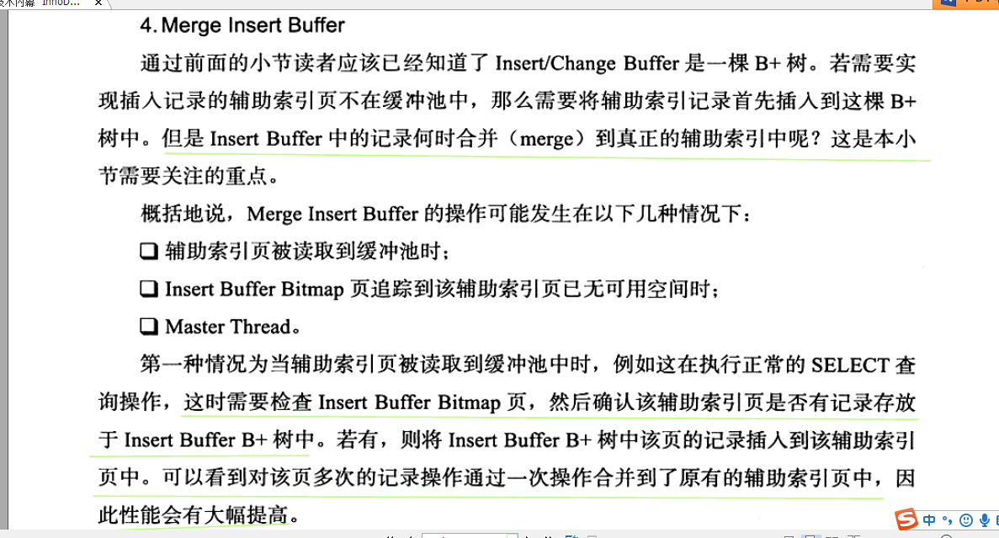 技术内幕 InnoD...
4. Merge Insert Buffer
通过前面的小节读者应该已经知道了 Insert/Change Buffer 是一棵 B+ 树。若需要实
现插入记录的辅助索引页不在缓冲池中，那么需要将辅助索引记录首先插入到这棵 B+
树中。但是 Insert Buffer 中的记录何时合并（merge）到真正的辅助索引中呢？这是本小
节需要关注的重点。
概括地说，Merge Insert Buffer 的操作可能发生在以下几种情况下：
❑ 辅助索引页被读取到缓冲池时；
❑ Insert Buffer Bitmap 页追踪到该辅助索引页已无可用空间时；
❑ Master Thread。
第一种情况为当辅助索引页被读取到缓冲池中时，例如这在执行正常的 SELECT 查
询操作，这时需要检查 Insert Buffer Bitmap 页，然后确认该辅助索引页是否有记录存放
于 Insert Buffer B+ 树中。若有，则将 Insert Buffer B+ 树中该页的记录插入到该辅助索引
页中。可以看到对该页多次的记录操作通过一次操作合并到了原有的辅助索引页中，因
此性能会有大幅提高。
中